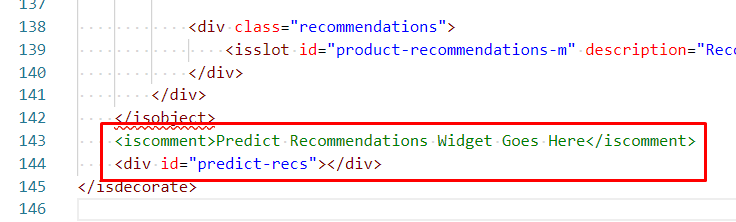 137
138 <div class="recommendations">
139 <isslot id="product-recommendations-m" description="Reco
140 </div>
141 </div>
142 </isobject>
143 <iscomment>Predict Recommendations Widget Goes Here</iscomment>
144 <div id="predict-recs"></div>
145 </isdecorate>
146